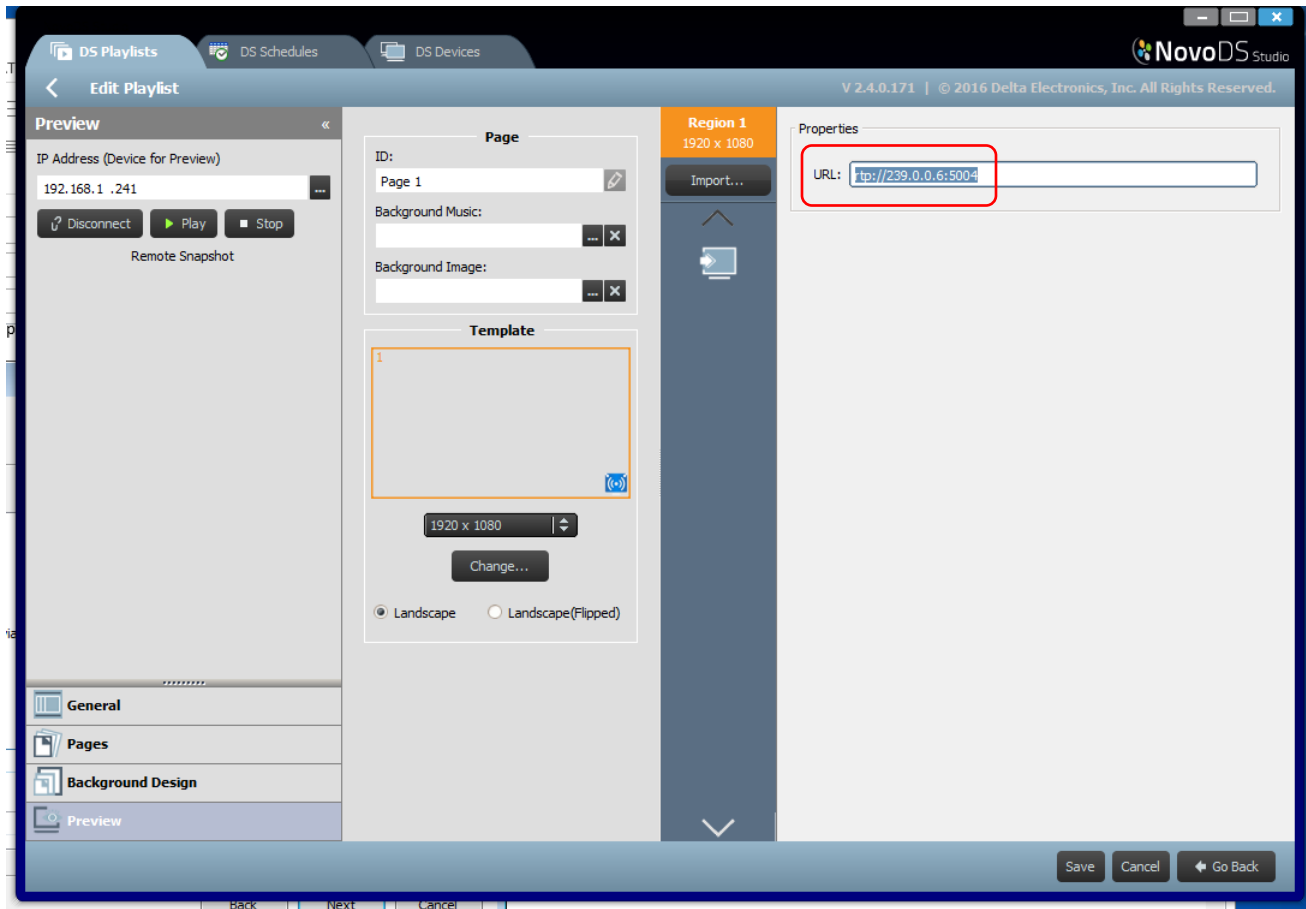 DS Playlists
DS Schedules
DS Devices
NovoDS Studio
Edit Playlist
V 2.4.0.171 | © 2016 Delta Electronics, Inc. All Rights Reserved.
Preview «
IP Address (Device for Preview)
192.168.1 .241
...
Disconnect
Play
Stop
Remote Snapshot
General
Pages
Background Design
Preview
Page
ID:
Page 1
Background Music:
...
Background Image:
...
Template
1
1920 x 1080
Change...
Landscape
Landscape(Flipped)
Region 1
1920 x 1080
Import...
Properties
URL: rtp://239.0.0.6:5004
Save
Cancel
Go Back
Back
Next
Cancel